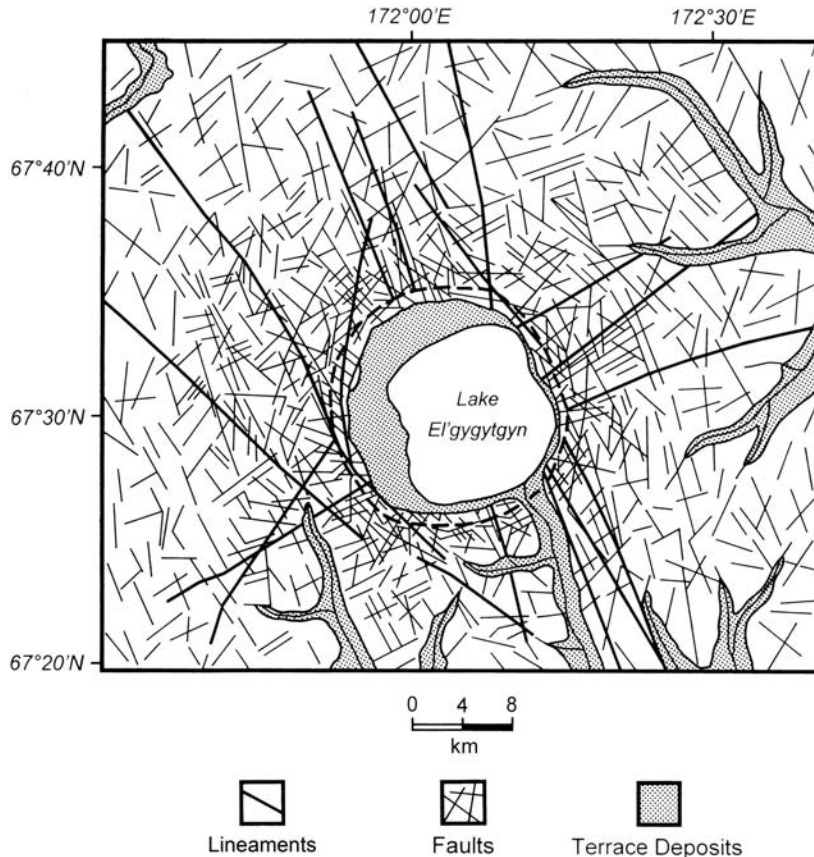 172°00'E 172°30'E
67°40'N
67°30'N
67°20'N
Lake
El'gygytgyn
0 4 8
km
Lineaments Faults Terrace Deposits